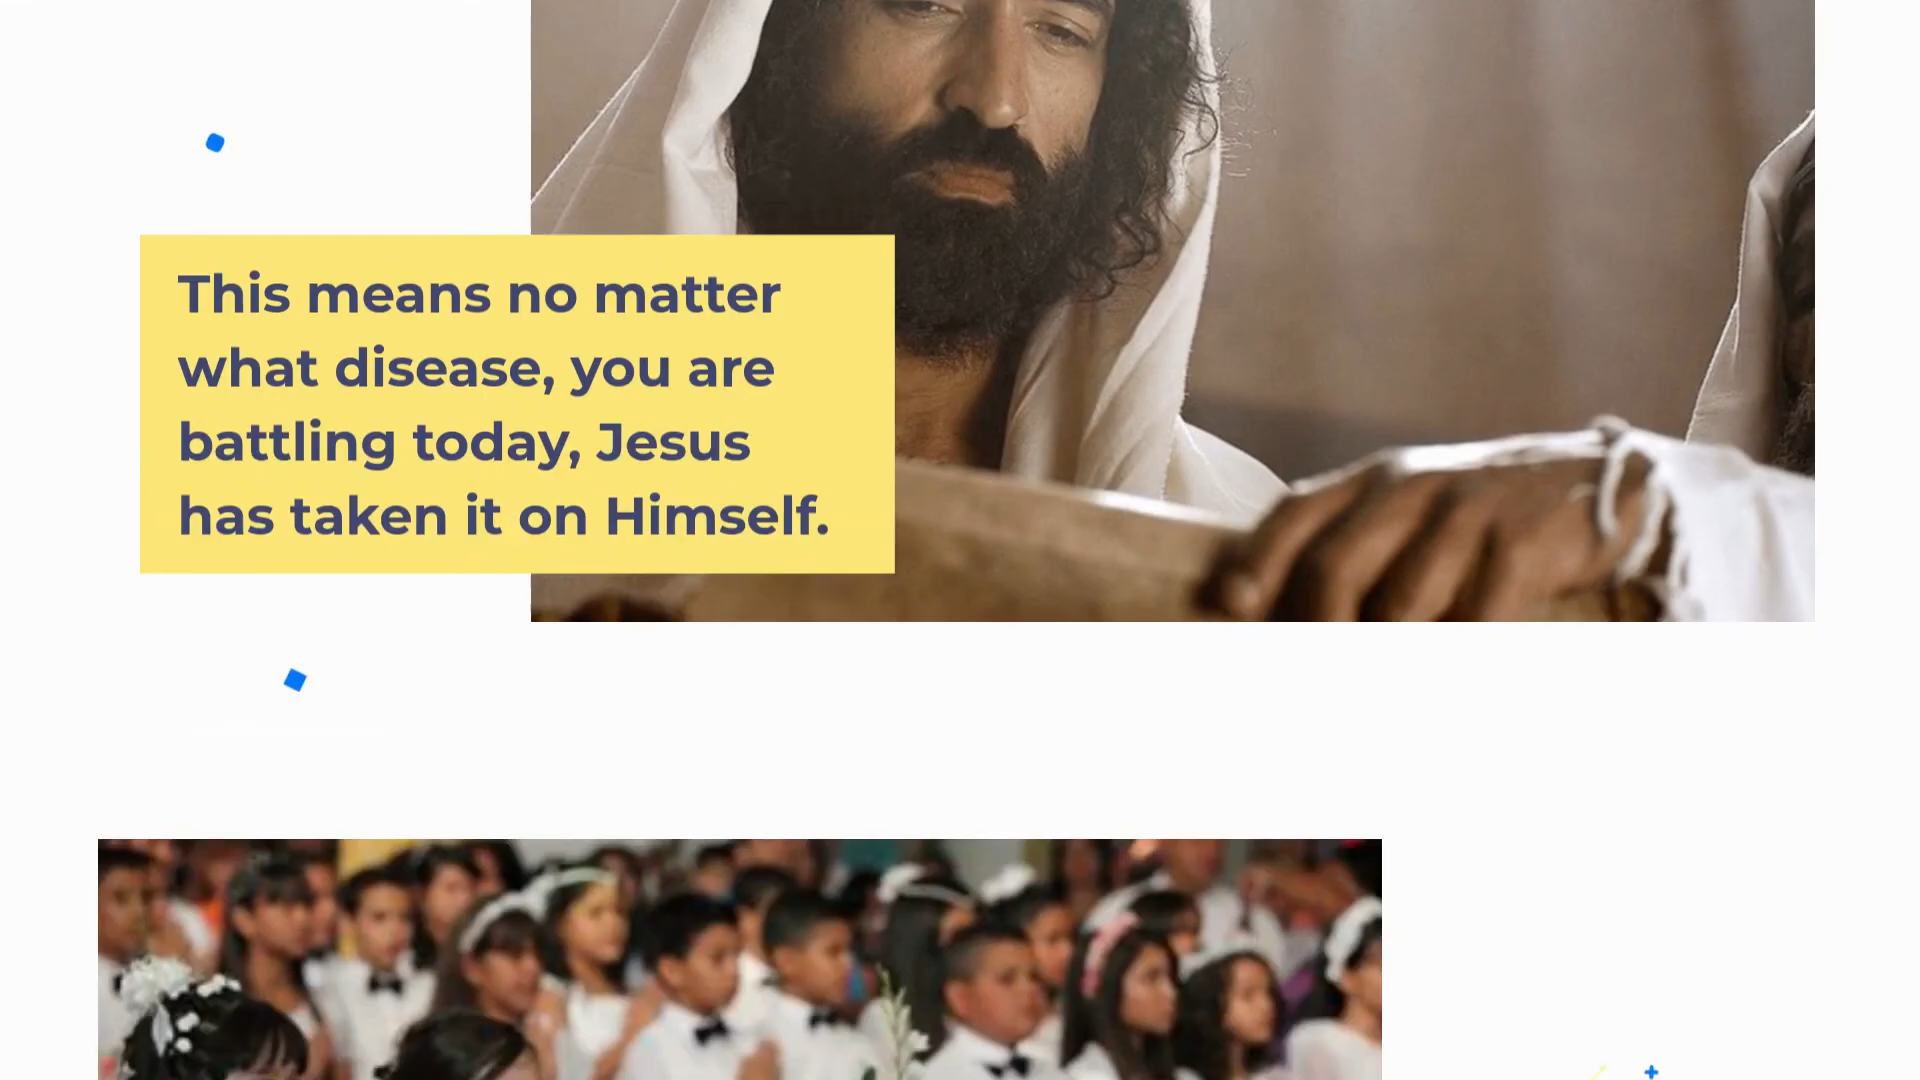 This means no matter
what disease, you are
battling today, Jesus
has taken it on Himself.